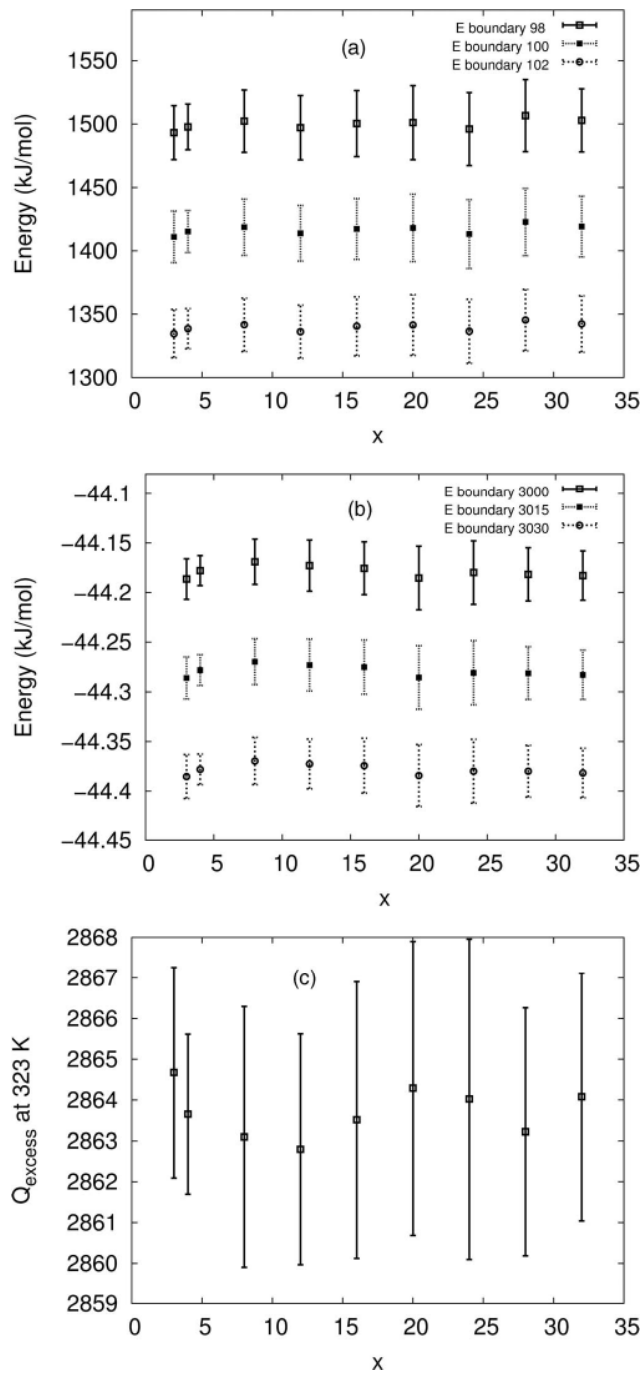 (a)
E boundary 98
E boundary 100
E boundary 102
Energy (kJ/mol)
1550
1500
1450
1400
1350
1300
0 5 10 15 20 25 30 35
x
(b)
E boundary 3000
E boundary 3015
E boundary 3030
Energy (kJ/mol)
−44.1
−44.15
−44.2
−44.25
−44.3
−44.35
−44.4
−44.45
0 5 10 15 20 25 30 35
x
(c)
Qexcess at 323 K
2868
2867
2866
2865
2864
2863
2862
2861
2860
2859
0 5 10 15 20 25 30 35
x